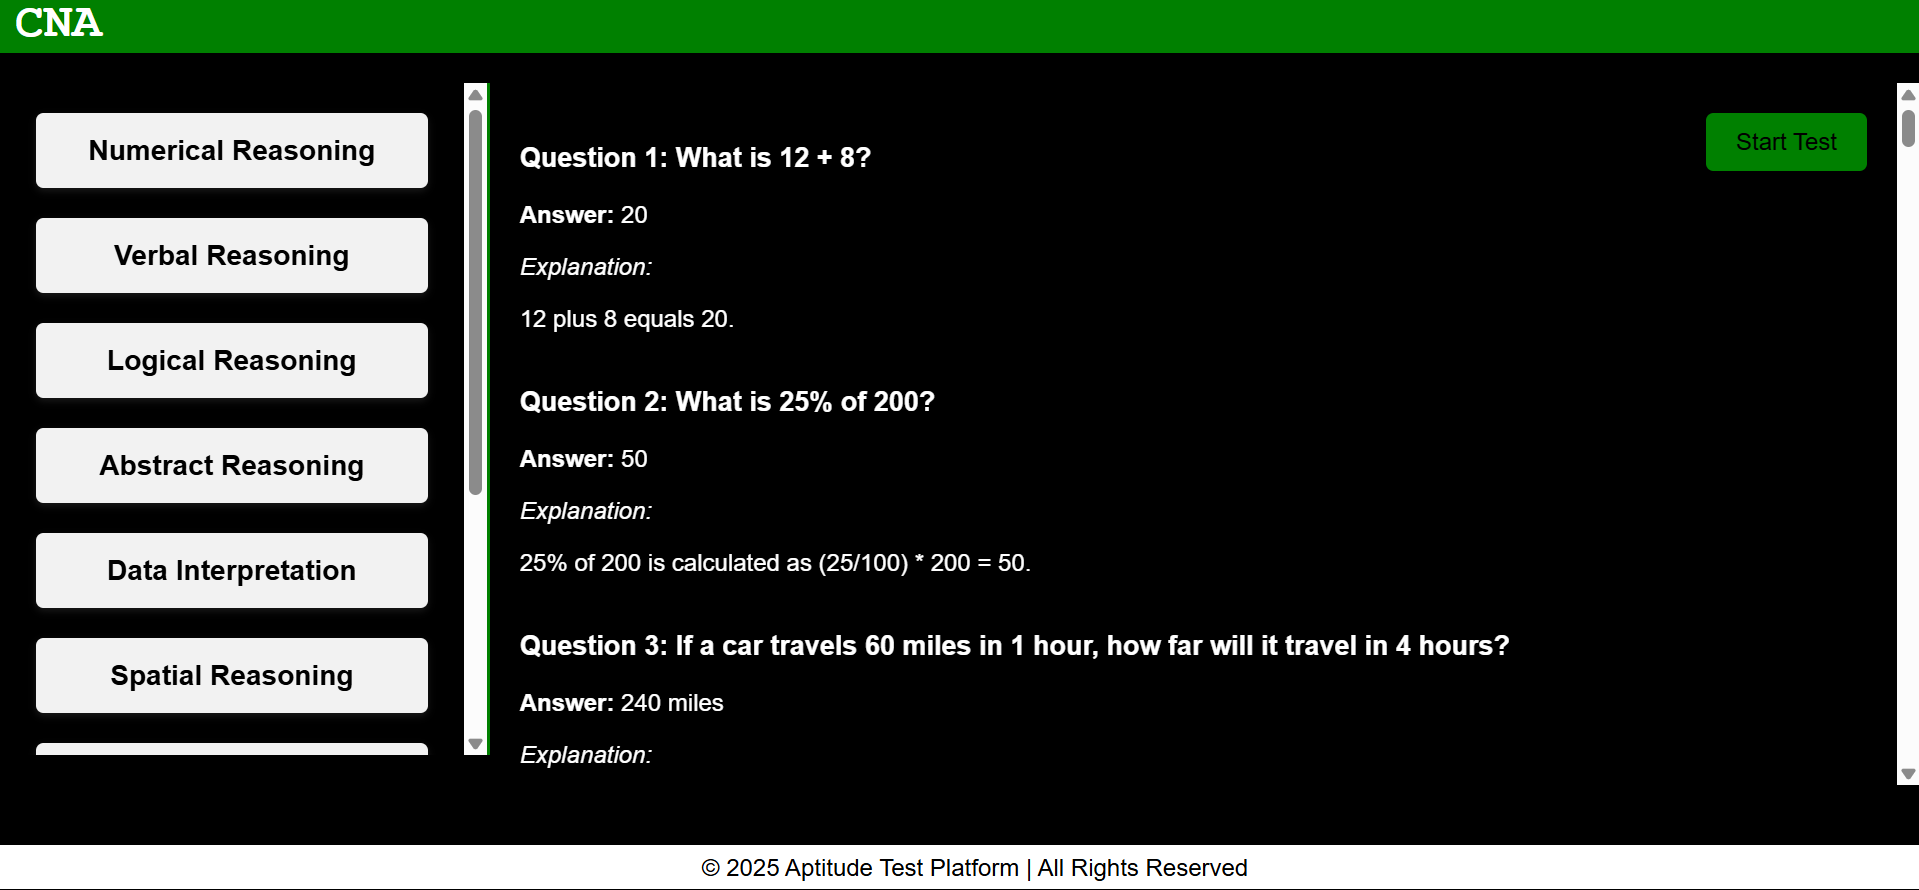 CNA
Numerical Reasoning
Verbal Reasoning
Logical Reasoning
Abstract Reasoning
Data Interpretation
Spatial Reasoning
Start Test
Question 1: What is 12 + 8?
Answer: 20
Explanation:
12 plus 8 equals 20.
Question 2: What is 25% of 200?
Answer: 50
Explanation:
25% of 200 is calculated as (25/100) * 200 = 50.
Question 3: If a car travels 60 miles in 1 hour, how far will it travel in 4 hours?
Answer: 240 miles
Explanation:
© 2025 Aptitude Test Platform | All Rights Reserved